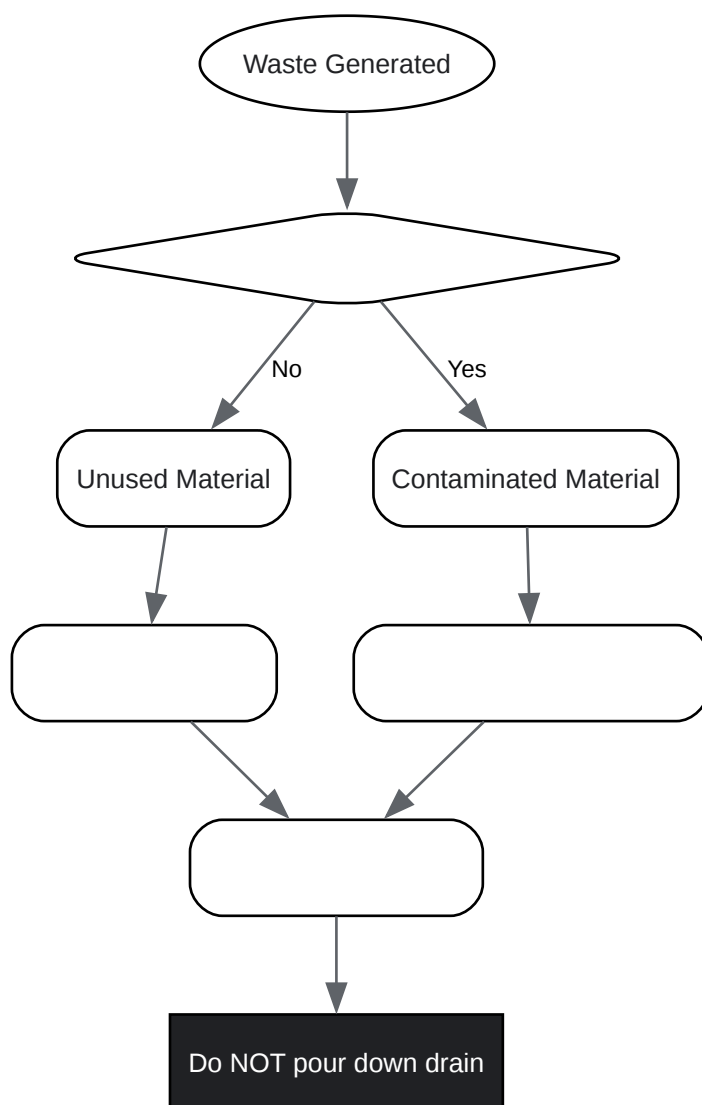 Waste Generated
No
Yes
Unused Material
Contaminated Material
Do NOT pour down drain